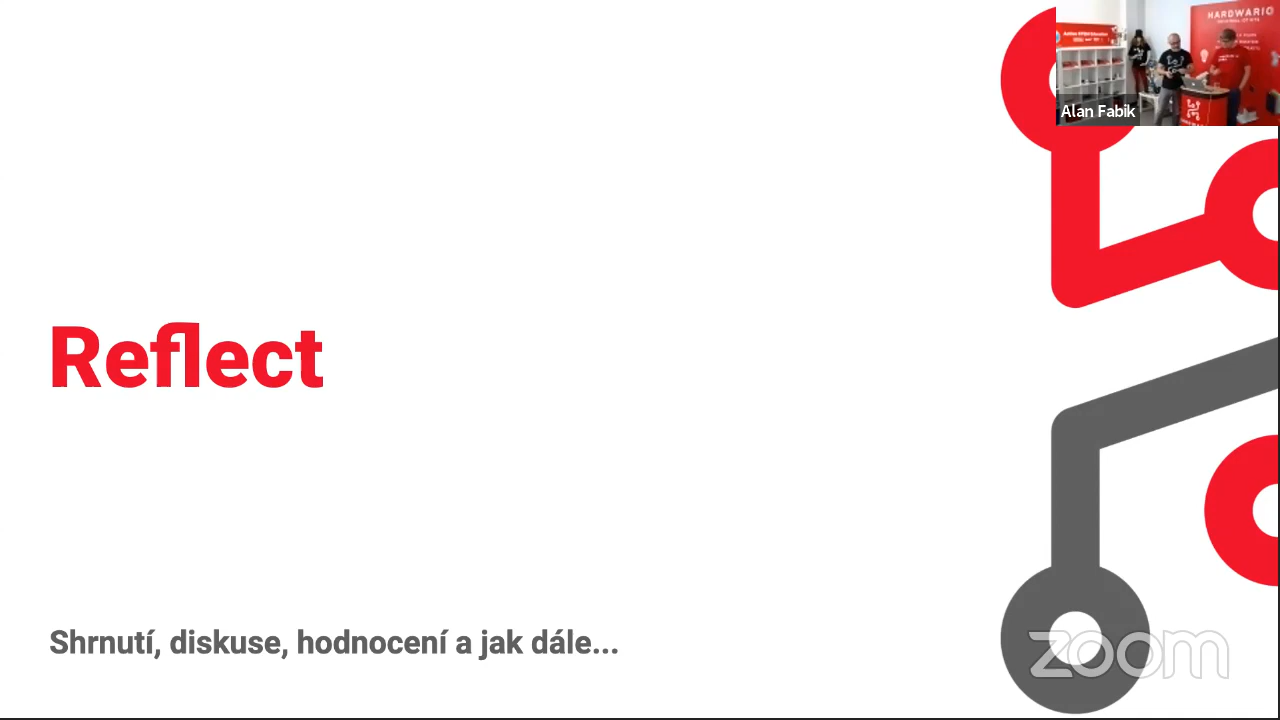 HARDWARIO
Alan Fabik
Reflect
Shrnutí, diskuse, hodnocení a jak dále...
zoom